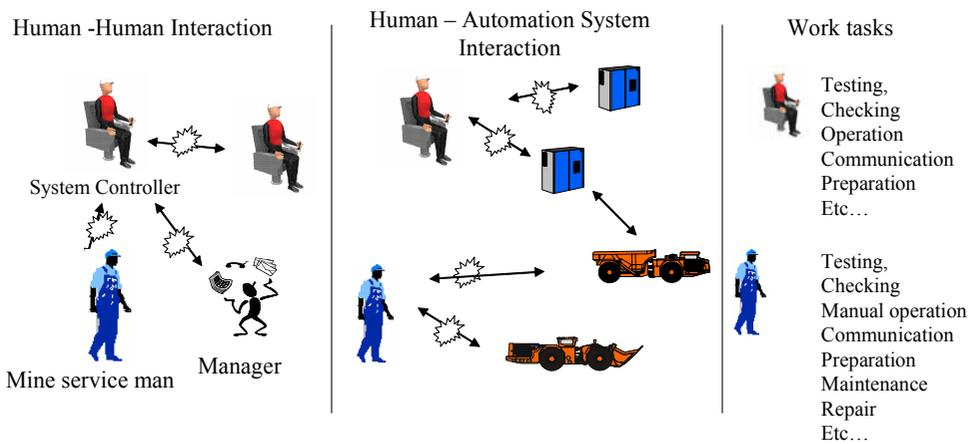 Human -Human Interaction
System Controller
Mine service man
Manager
Human – Automation System
Interaction
Work tasks
Testing,
Checking
Operation
Communication
Preparation
Etc…
Testing,
Checking
Manual operation
Communication
Preparation
Maintenance
Repair
Etc…